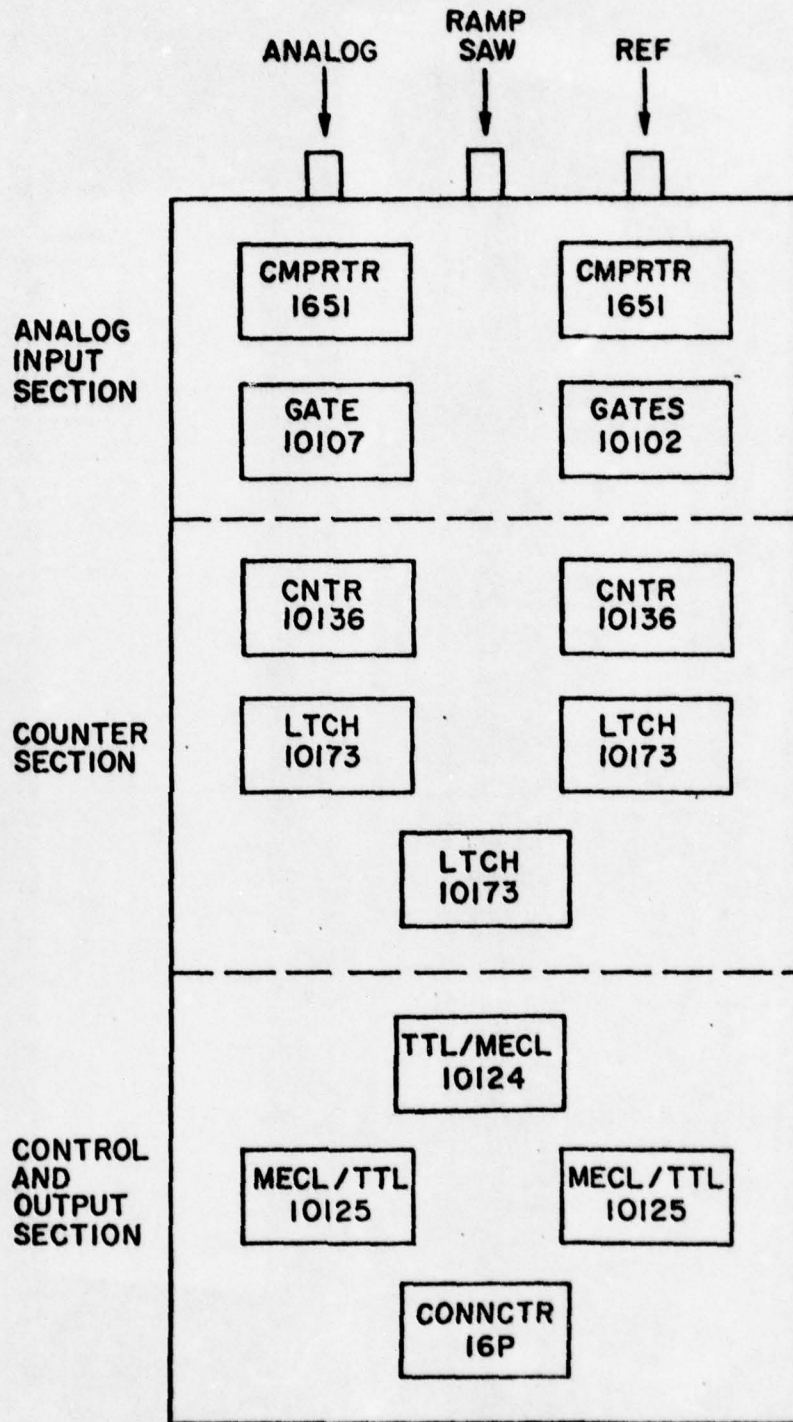 ANALOG
RAMP
SAW
REF
ANALOG
INPUT
SECTION
CMPRTR
1651
CMPRTR
1651
GATE
10107
GATES
10102
COUNTER
SECTION
CNTR
10136
CNTR
10136
LTCH
10173
LTCH
10173
LTCH
10173
CONTROL
AND
OUTPUT
SECTION
TTL/MECL
10124
MECL/TTL
10125
MECL/TTL
10125
CONNCTR
16P